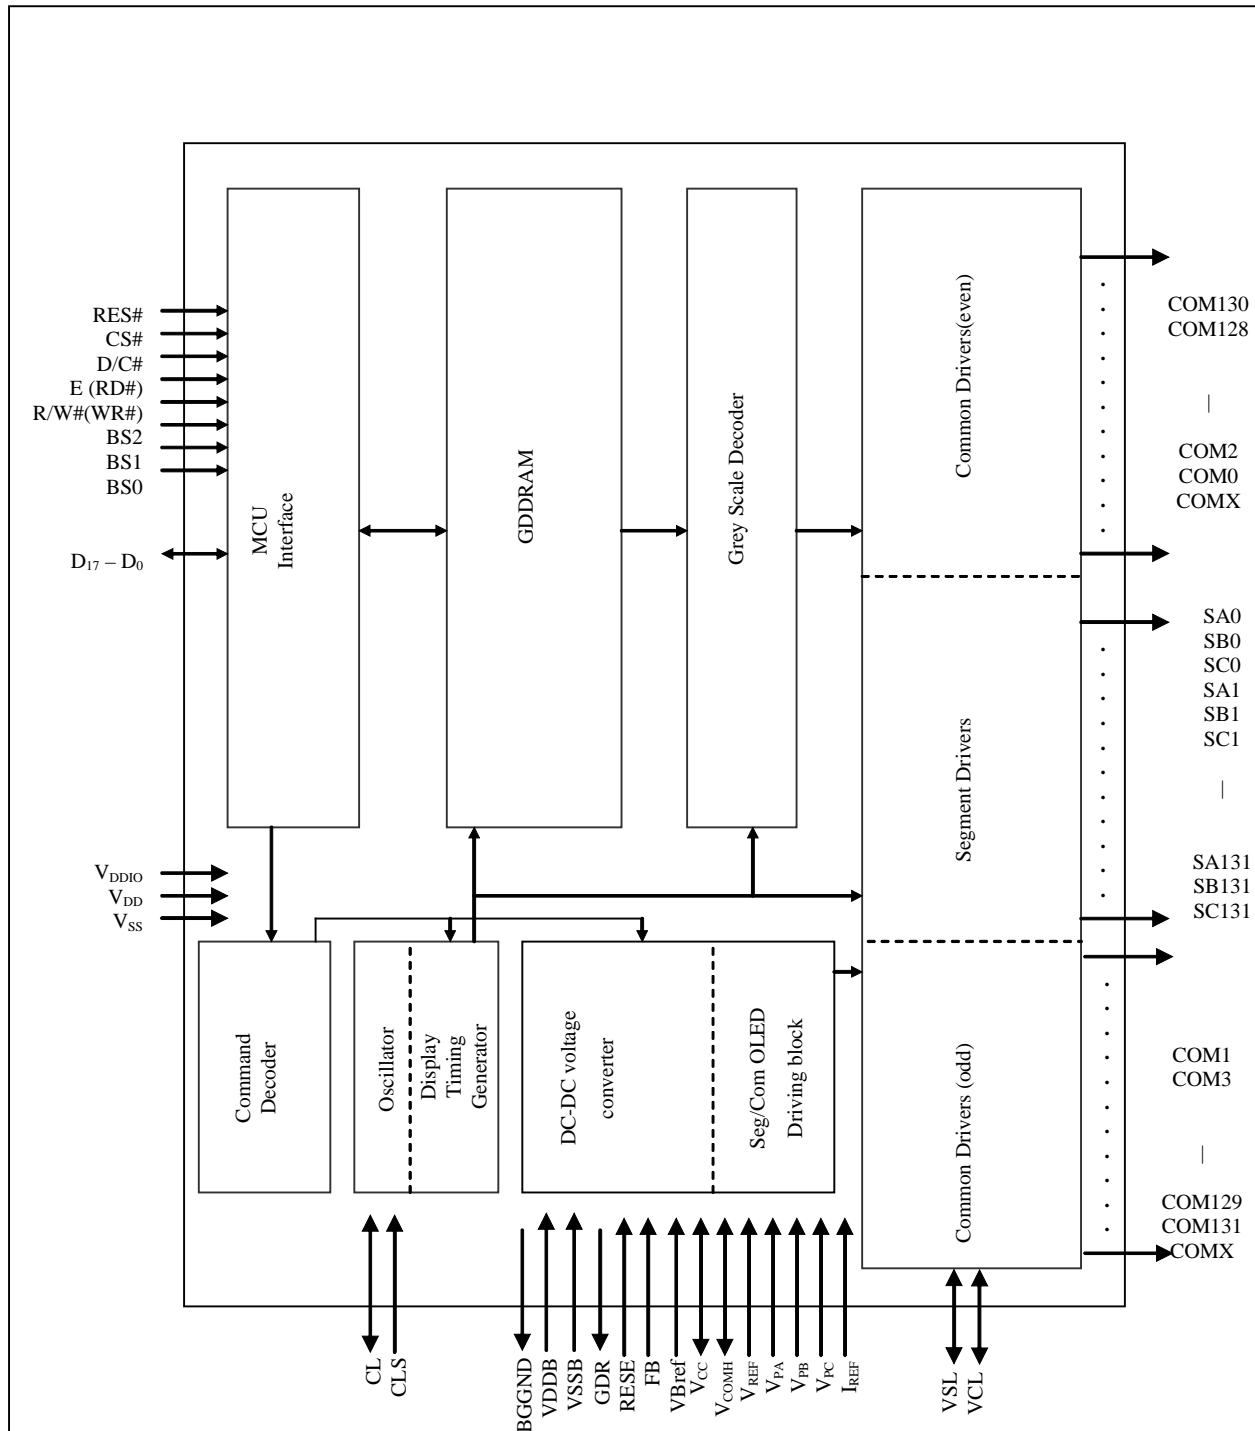 RES#
CS#
D/C#
E (RD#)
R/W#(WR#)
BS2
BS1
BS0
D17 – D0
VDDIO
VDD
VSS
MCU
Interface
GDDRAM
Grey Scale Decoder
Common Drivers(even)
Segment Drivers
Common Drivers (odd)
Command
Decoder
Oscillator
Display
Timing
Generator
DC-DC voltage
converter
Seg/Com OLED
Driving block
COM130
COM128
|
COM2
COM0
COMX
SA0
SB0
SC0
SA1
SB1
SC1
|
SA131
SB131
SC131
COM1
COM3
|
COM129
COM131
COMX
CL
CLS
BGGND
VDDB
VSSB
GDR
RESE
FB
VBref
VCC
VCOMH
VREF
VPA
VPB
VPC
IREF
VSL
VCL